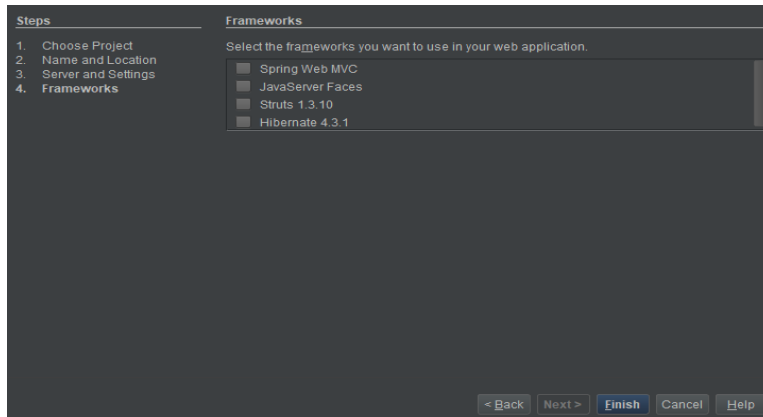 Steps
1. Choose Project
2. Name and Location
3. Server and Settings
4. Frameworks
Frameworks
Select the frameworks you want to use in your web application.
Spring Web MVC
JavaServer Faces
Struts 1.3.10
Hibernate 4.3.1
< Back Next > Finish Cancel Help